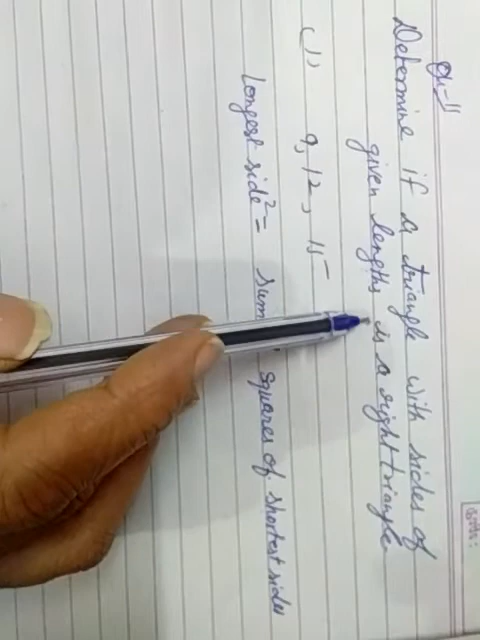 Q.-11
Determine if a triangle with sides of
given lengths is a right triangle
(1) 9, 12, 15
Longest side² = sum squares of shortest sides